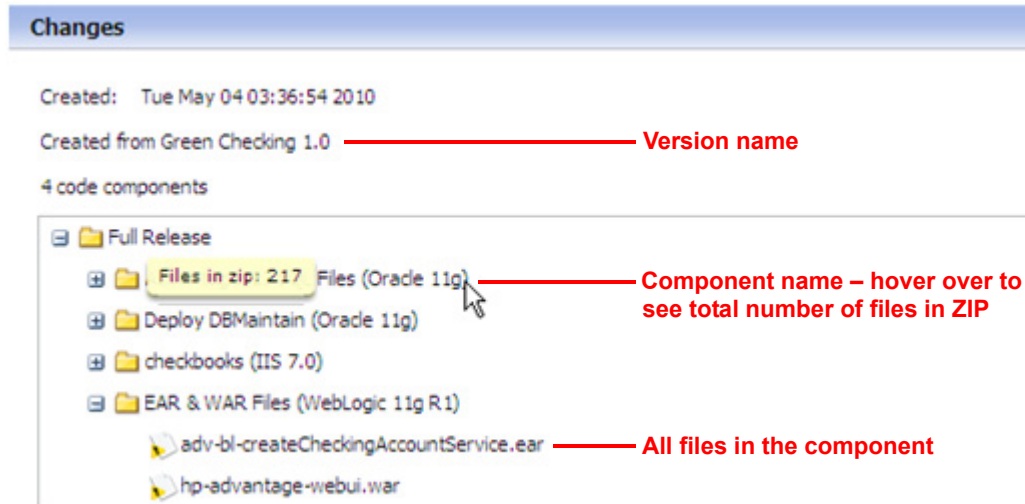 Changes
Created: Tue May 04 03:36:54 2010
Created from Green Checking 1.0
Version name
4 code components
Full Release
Files in zip: 217 Files (Oracle 11g)
Component name – hover over to
see total number of files in ZIP
Deploy DBMaintain (Oracle 11g)
checkbooks (IIS 7.0)
EAR & WAR Files (WebLogic 11g R1)
adv-bl-createCheckingAccountService.ear
All files in the component
hp-advantage-webui.war